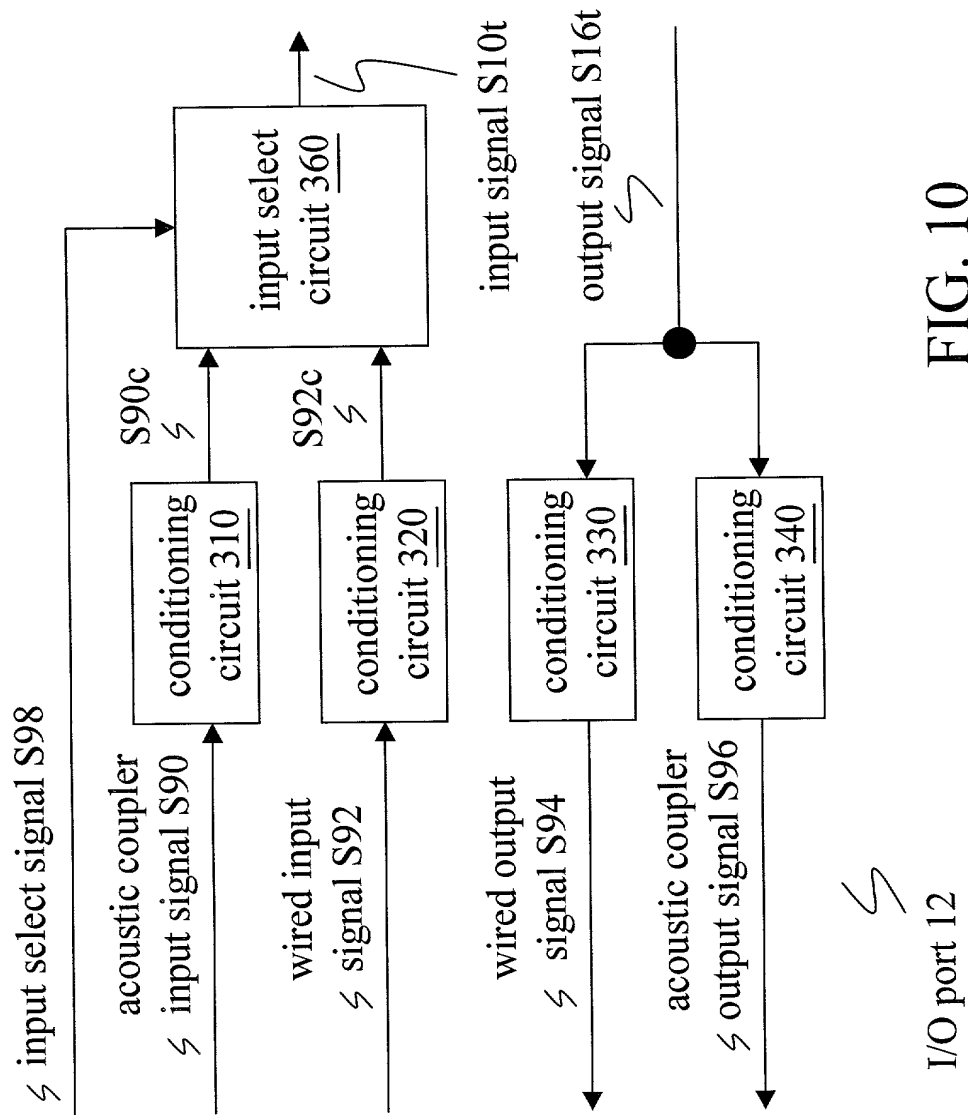 input select signal S98
acoustic coupler
input signal S90
conditioning
circuit 310
S90c
input select
circuit 360
wired input
signal S92
conditioning
circuit 320
S92c
input signal S10t
wired output
signal S94
conditioning
circuit 330
output signal S16t
acoustic coupler
output signal S96
conditioning
circuit 340
I/O port 12
FIG. 10